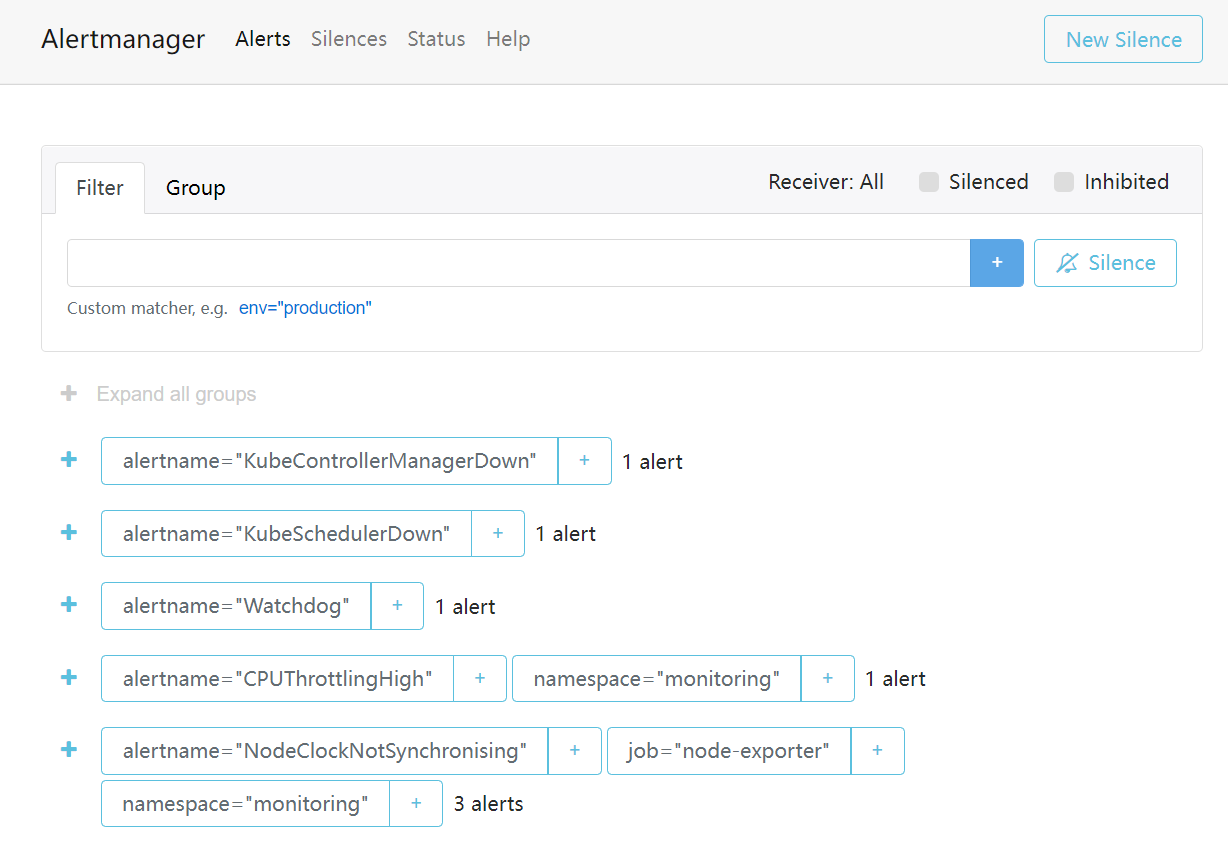 Alertmanager Alerts Silences Status Help New Silence
Filter Group Receiver: All Silenced Inhibited
+ Silence
Custom matcher, e.g. env="production"
+ Expand all groups
+ alertname="KubeControllerManagerDown" + 1 alert
+ alertname="KubeSchedulerDown" + 1 alert
+ alertname="Watchdog" + 1 alert
+ alertname="CPUThrottlingHigh" + namespace="monitoring" + 1 alert
+ alertname="NodeClockNotSynchronising" + job="node-exporter" +
namespace="monitoring" + 3 alerts